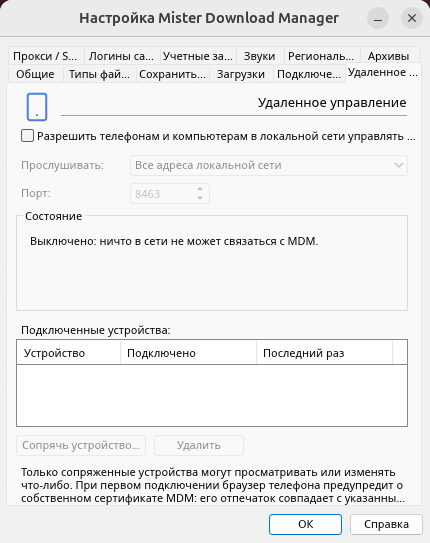 Настройка Mister Download Manager
Прокси / S... Логины са... Учетные за... Звуки Региональ... Архивы
Общие Типы фай... Сохранить... Загрузки Подключе... Удаленное ...
Удаленное управление
Разрешить телефонам и компьютерам в локальной сети управлять ...
Прослушивать: Все адреса локальной сети
Порт: 8463
Состояние
Выключено: ничто в сети не может связаться с MDM.
Подключенные устройства:
Устройство Подключено Последний раз
Сопрячь устройство... Удалить
Только сопряженные устройства могут просматривать или изменять
что-либо. При первом подключении браузер телефона предупредит о
собственном сертификате MDM: его отпечаток совпадает с указанны...
OK Справка